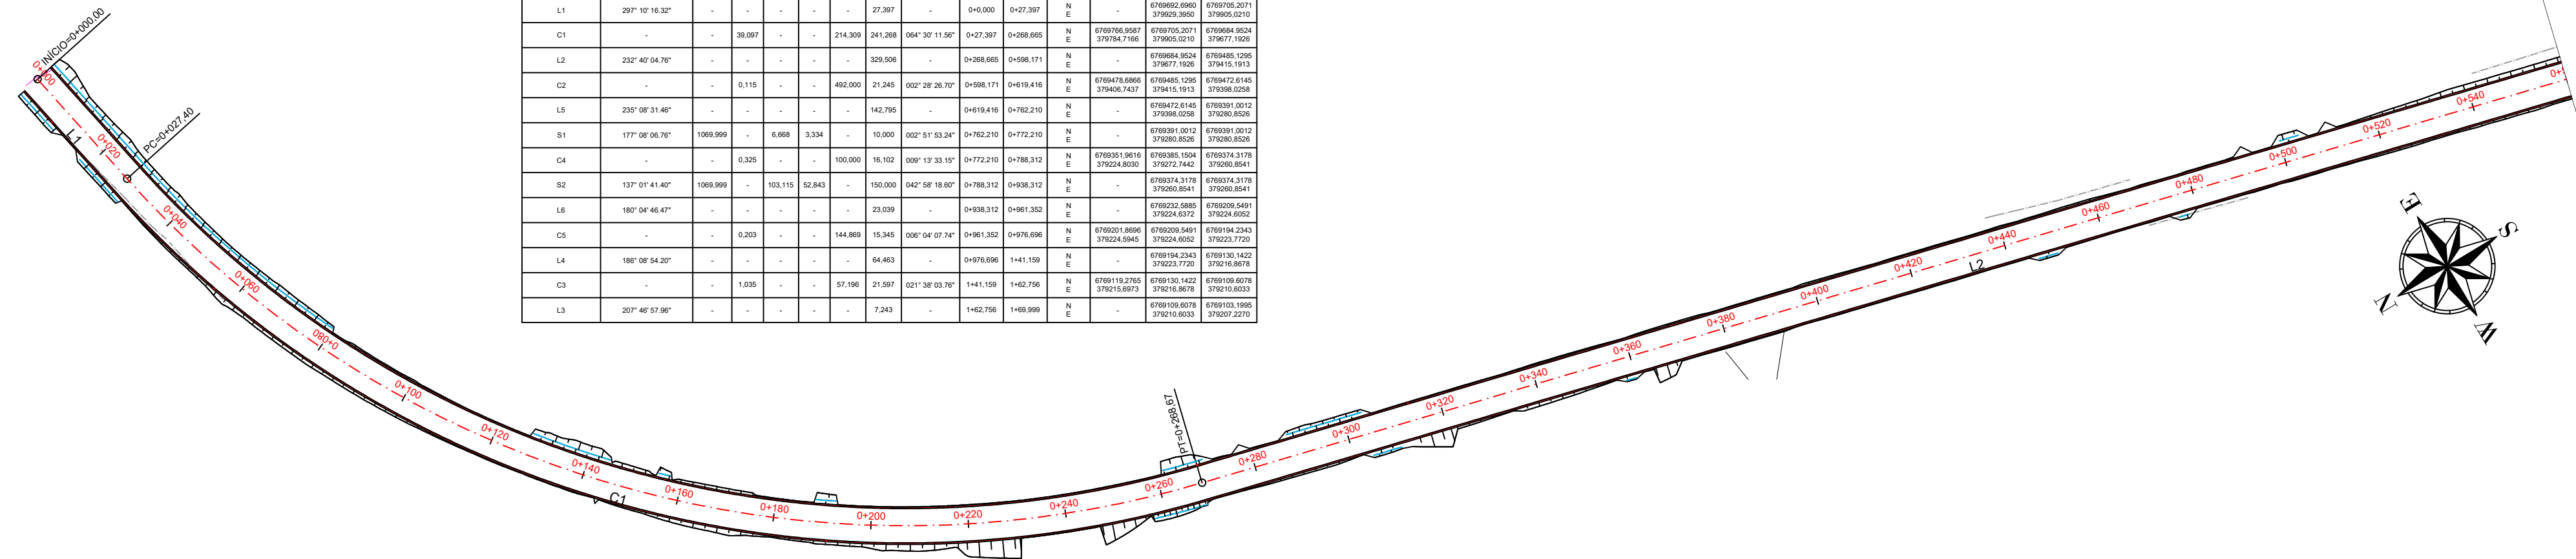 L1 297° 10' 16.32" - - - - - 27,397 - 0+0,000 0+27,397 N E - 6769692,6960 379929,3950 6769705,2071 379905,0210
C1 - - 39,097 - - 214,309 241,268 064° 30' 11.56" 0+27,397 0+268,665 N E 6769766,9587 379784,7166 6769705,2071 379905,0210 6769684.9524 379677,1926
L2 232° 40' 04.76" - - - - - 329,506 - 0+268,665 0+598,171 N E - 6769684,9524 379677,1926 6769485,1295 379415,1913
C2 - - 0,115 - - 492,000 21,245 002° 28' 26.70" 0+598,171 0+619,416 N E 6769478,6866 379406,7437 6769485,1295 379415,1913 6769472.6145 379398,0258
L5 235° 08' 31.46" - - - - - 142,795 - 0+619,416 0+762,210 N E - 6769472,6145 379398,0258 6769391,0012 379280,8526
S1 177° 08' 06.76" 1069,999 - 6,668 3,334 - 10,000 002° 51' 53.24" 0+762,210 0+772,210 N E - 6769391,0012 379280,8526 6769391,0012 379280,8526
C4 - - 0,325 - - 100,000 16,102 009° 13' 33.15" 0+772,210 0+788,312 N E 6769351,9616 379224,8030 6769385,1504 379272,7442 6769374.3178 379260,8541
S2 137° 01' 41.40" 1069,999 - 103,115 52,843 - 150,000 042° 58' 18.60" 0+788,312 0+938,312 N E - 6769374,3178 379260,8541 6769374,3178 379260,8541
L6 180° 04' 46.47" - - - - - 23,039 - 0+938,312 0+961,352 N E - 6769232,5885 379224,6372 6769209,5491 379224,6052
C5 - - 0,203 - - 144,869 15,345 006° 04' 07.74" 0+961,352 0+976,696 N E 6769201,8696 379224,5945 6769209,5491 379224,6052 6769194.2343 379223,7720
L4 186° 08' 54.20" - - - - - 64,463 - 0+976,696 1+41,159 N E - 6769194,2343 379223,7720 6769130,1422 379216,8678
C3 - - 1,035 - - 57,196 21,597 021° 38' 03.76" 1+41,159 1+62,756 N E 6769119,2765 379215,6973 6769130,1422 379216,8678 6769109.6078 379210,6033
L3 207° 46' 57.96" - - - - - 7,243 - 1+62,756 1+69,999 N E - 6769109,6078 379210,6033 6769103,1995 379207,2270
INÍCIO=0+000,00
0+000
L1
0+020
PC=0+027,40
0+040
0+060
0+080
0+100
0+120
0+140
C1
0+160
0+180
0+200
0+220
0+240
0+260
PT=0+268,67
0+280
0+300
0+320
0+340
0+360
0+380
0+400
0+420
L2
0+440
0+460
0+480
0+500
0+520
0+540
E
S
N
W